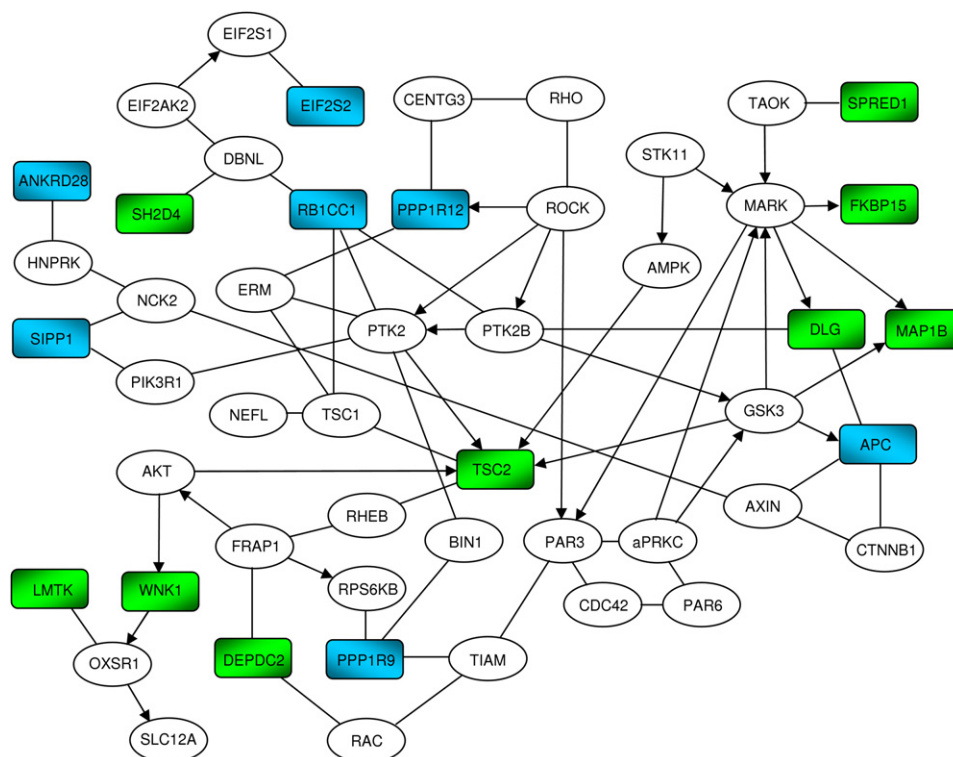 EIF2S1
EIF2AK2
EIF2S2
CENTG3
RHO
TAOK
SPRED1
DBNL
STK11
ANKRD28
SH2D4
RB1CC1
PPP1R12
ROCK
MARK
FKBP15
HNPRK
AMPK
ERM
NCK2
SIPP1
PTK2
PTK2B
DLG
MAP1B
PIK3R1
NEFL
TSC1
GSK3
APC
AKT
TSC2
AXIN
RHEB
FRAP1
BIN1
PAR3
aPRKC
CTNNB1
LMTK
WNK1
RPS6KB
CDC42
PAR6
OXSR1
DEPDC2
PPP1R9
TIAM
SLC12A
RAC